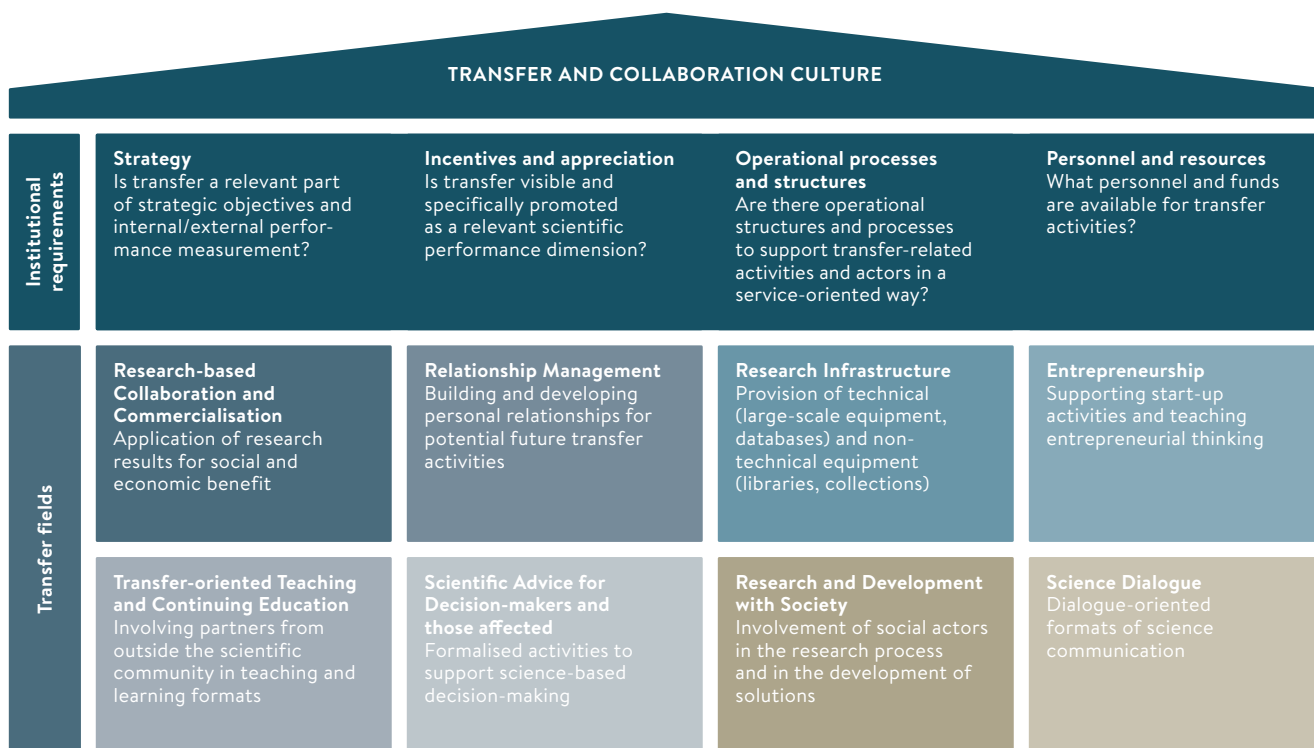 TRANSFER AND COLLABORATION CULTURE
Institutional
requirements
Strategy
Is transfer a relevant part
of strategic objectives and
internal/external perfor-
mance measurement?
Incentives and appreciation
Is transfer visible and
specifically promoted
as a relevant scientific
performance dimension?
Operational processes
and structures
Are there operational
structures and processes
to support transfer-related
activities and actors in a
service-oriented way?
Personnel and resources
What personnel and funds
are available for transfer
activities?
Transfer fields
Research-based
Collaboration and
Commercialisation
Application of research
results for social and
economic benefit
Relationship Management
Building and developing
personal relationships for
potential future transfer
activities
Research Infrastructure
Provision of technical
(large-scale equipment,
databases) and non-
technical equipment
(libraries, collections)
Entrepreneurship
Supporting start-up
activities and teaching
entrepreneurial thinking
Transfer-oriented Teaching
and Continuing Education
Involving partners from
outside the scientific
community in teaching and
learning formats
Scientific Advice for
Decision-makers and
those affected
Formalised activities to
support science-based
decision-making
Research and Development
with Society
Involvement of social actors
in the research process
and in the development of
solutions
Science Dialogue
Dialogue-oriented
formats of science
communication